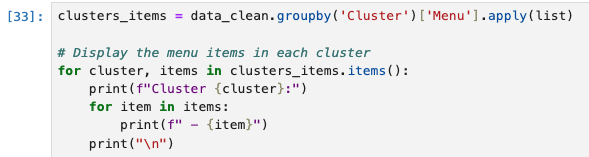 [33]: clusters_items = data_clean.groupby('Cluster')['Menu'].apply(list)

# Display the menu items in each cluster
for cluster, items in clusters_items.items():
    print(f"Cluster {cluster}:")
    for item in items:
        print(f" - {item}")
    print("\n")